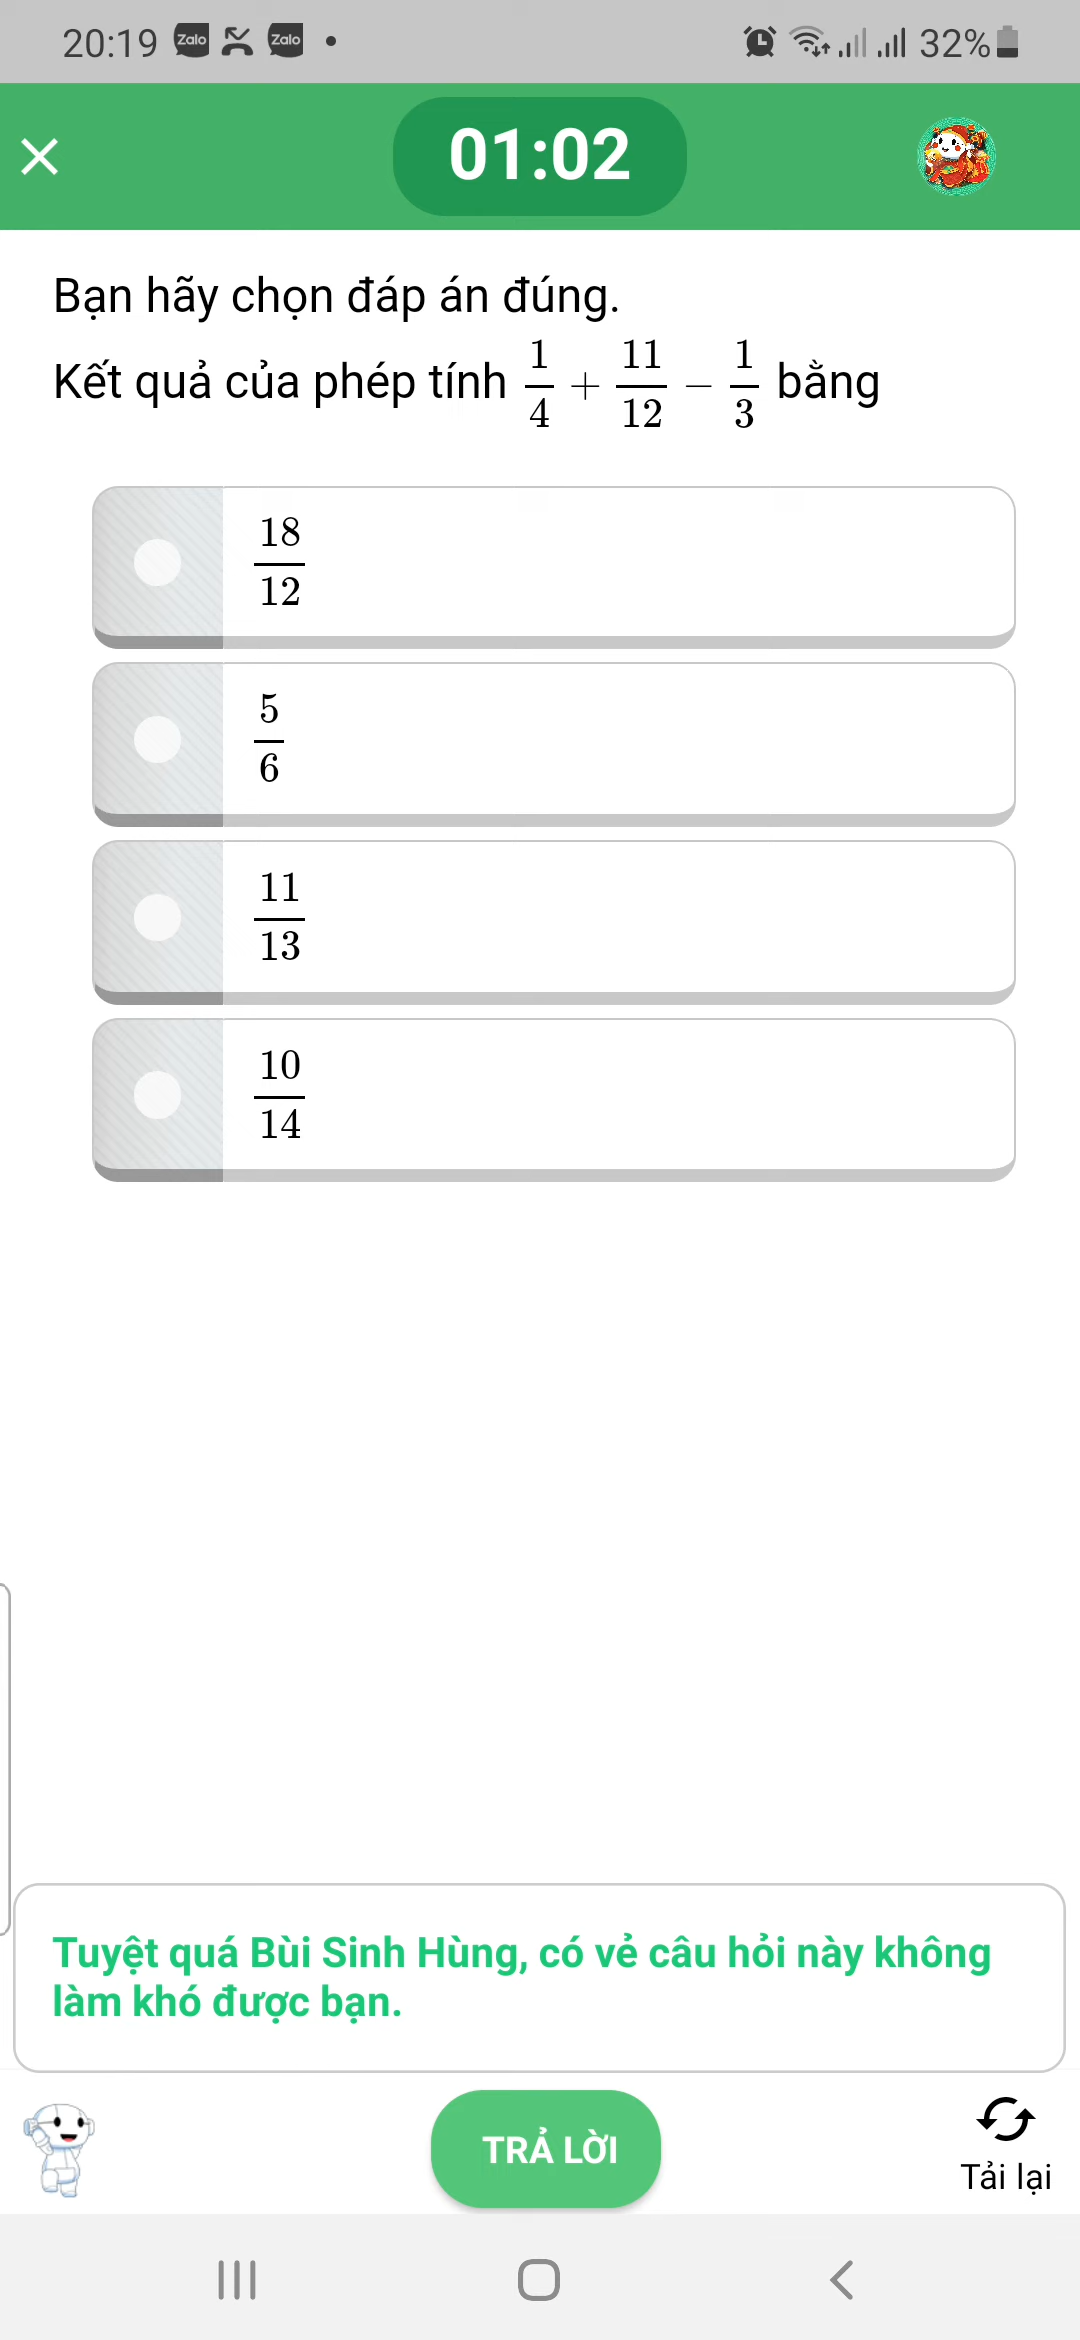 20:19 Zalo Zalo 32%
01:02
Bạn hãy chọn đáp án đúng.
Kết quả của phép tính 1/4 + 11/12 − 1/3 bằng
18/12
5/6
11/13
10/14
Tuyệt quá Bùi Sinh Hùng, có vẻ câu hỏi này không
làm khó được bạn.
TRẢ LỜI
Tải lại